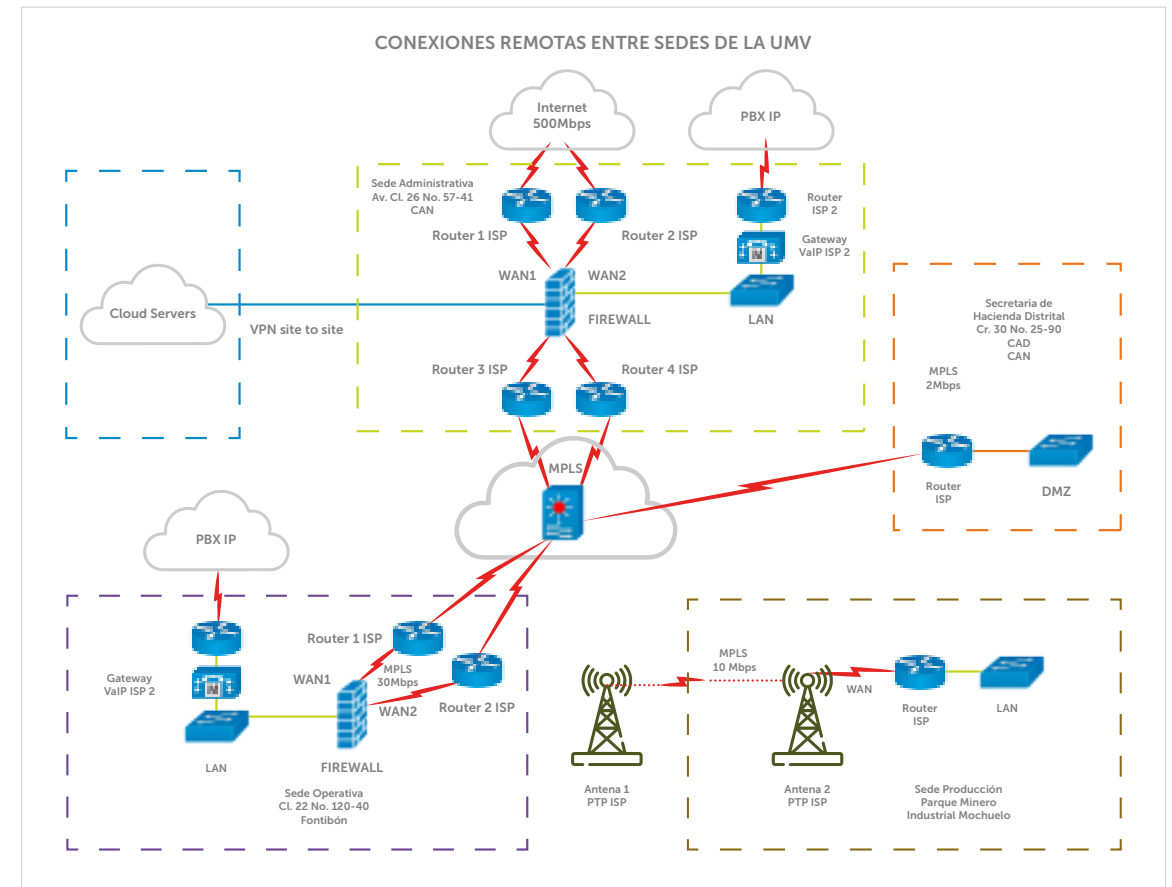 CONEXIONES REMOTAS ENTRE SEDES DE LA UMV
Internet
500Mbps
PBX IP
Sede Administrativa
Av. Cl. 26 No. 57-41
CAN
Router 1 ISP
Router 2 ISP
Router
ISP 2
Gateway
VaIP ISP 2
WAN1
WAN2
FIREWALL
LAN
Cloud Servers
VPN site to site
Router 3 ISP
Router 4 ISP
Secretaria de
Hacienda Distrital
Cr. 30 No. 25-90
CAD
CAN
MPLS
2Mbps
Router
ISP
DMZ
MPLS
PBX IP
Router 1 ISP
MPLS
30Mbps
Gateway
VaIP ISP 2
WAN1
WAN2
Router 2 ISP
LAN
FIREWALL
Sede Operativa
Cl. 22 No. 120-40
Fontibón
MPLS
10 Mbps
WAN
Router
ISP
LAN
Antena 1
PTP ISP
Antena 2
PTP ISP
Sede Producción
Parque Minero
Industrial Mochuelo